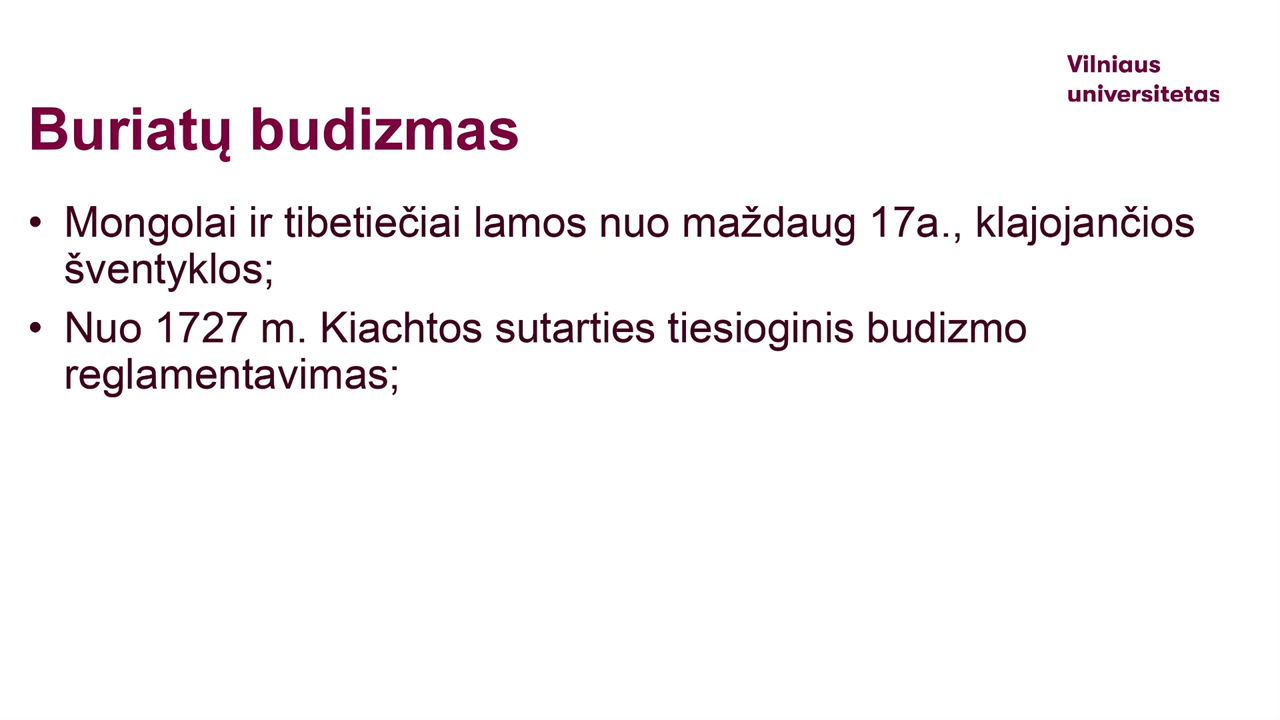 Vilniaus
universitetas
Buriatų budizmas
• Mongolai ir tibetiečiai lamos nuo maždaug 17a., klajojančios
šventyklos;
• Nuo 1727 m. Kiachtos sutarties tiesioginis budizmo
reglamentavimas;